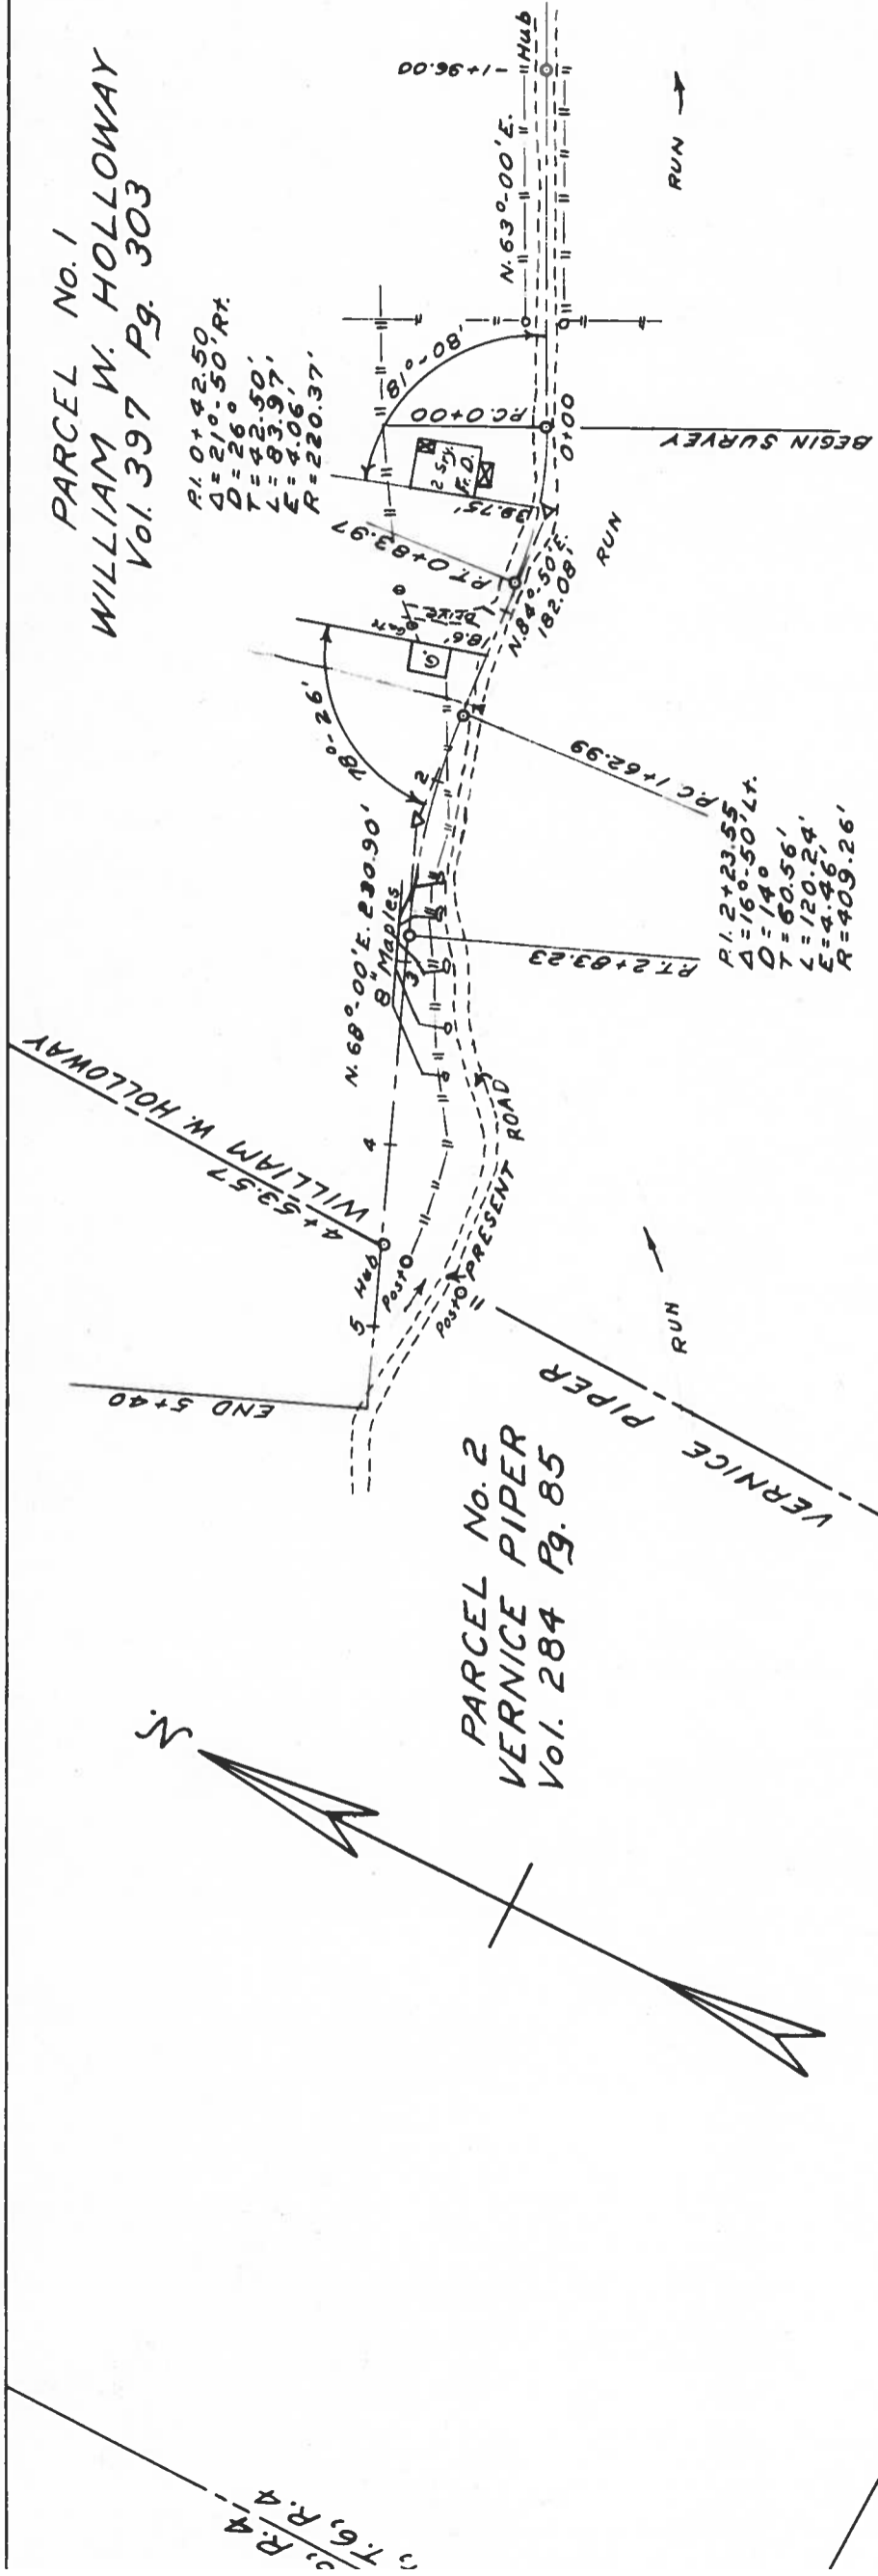 PARCEL No. 1
WILLIAM W. HOLLOWAY
Vol. 397 Pg. 303
P.I. 0+42.50
Δ=21°-50' Rt.
D=26°
T=42.50'
L=83.97'
E=4.06'
R=220.37'
-1+96.00
Hub
N.63°-00'E.
RUN
81°-08'
P.C. 0+00
0+00
BEGIN SURVEY
2 Sty.
F.D.
39.75'
P.T. 0+83.97
N.84°-50'E.
182.08'
RUN
Drive
Gate
G.
18.6'
1
78°-26'
P.C. 1+62.99
P.I. 2+23.55
Δ=16°-50' Lt.
D=14°
T=60.56'
L=120.24'
E=4.46'
R=409.26'
2
N.68°-00'E. 230.90'
8" Maples
3
P.T. 2+83.23
4
WILLIAM W. HOLLOWAY
4+53.57
Hub
Post
5
PRESENT ROAD
Post
END 5+40
RUN
VERNICE PIPER
PARCEL No. 2
VERNICE PIPER
Vol. 284 Pg. 85
N.
R.4
T.6, R.4